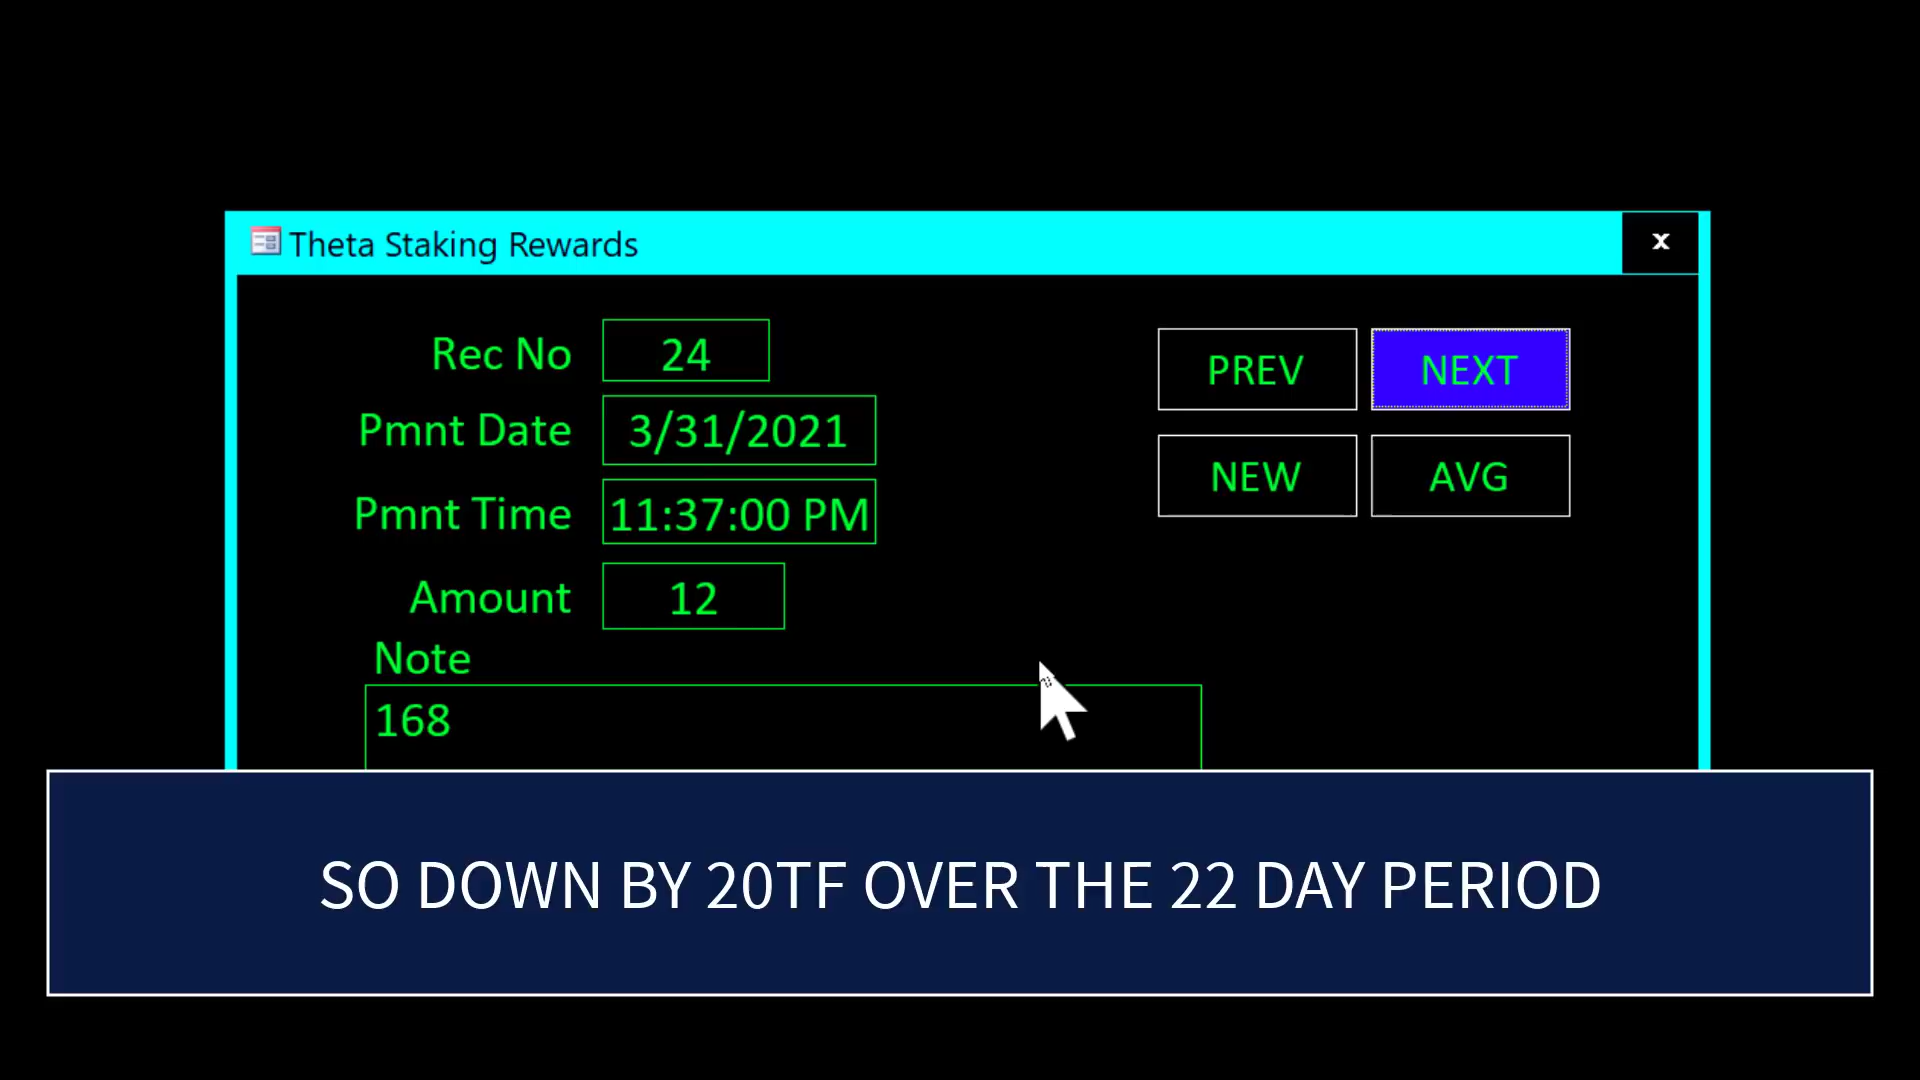 Theta Staking Rewards
x
Rec No 24
PREV NEXT
Pmnt Date 3/31/2021
NEW AVG
Pmnt Time 11:37:00 PM
Amount 12
Note
168
SO DOWN BY 20TF OVER THE 22 DAY PERIOD